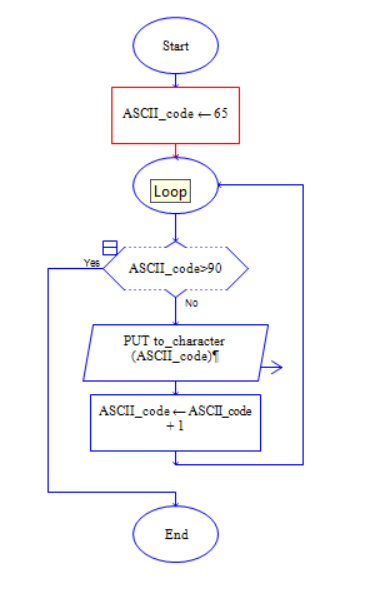 Start
ASCII_code ← 65
Loop
Yes
ASCII_code>90
No
PUT to_character
(ASCII_code)¶
ASCII_code ← ASCII_code
+ 1
End